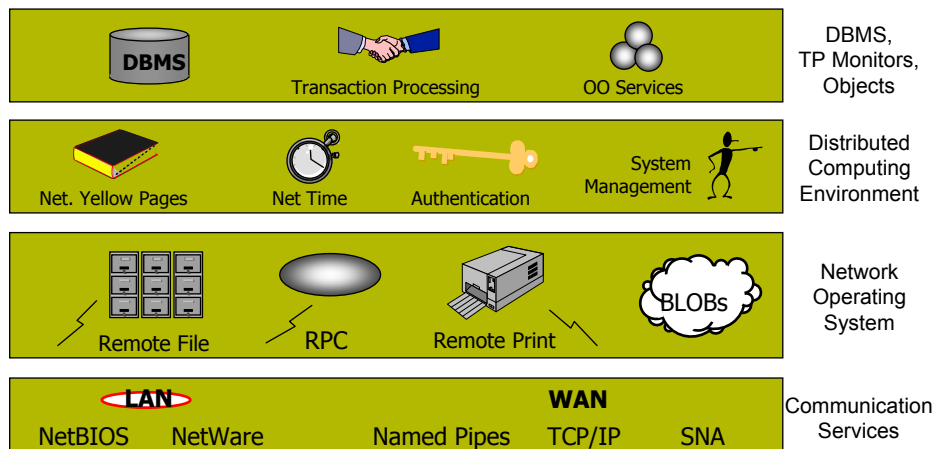 DBMS
Transaction Processing
OO Services
DBMS,
TP Monitors,
Objects
Net. Yellow Pages
Net Time
Authentication
System
Management
Distributed
Computing
Environment
Remote File
RPC
Remote Print
BLOBs
Network
Operating
System
LAN
WAN
NetBIOS
NetWare
Named Pipes
TCP/IP
SNA
Communication
Services